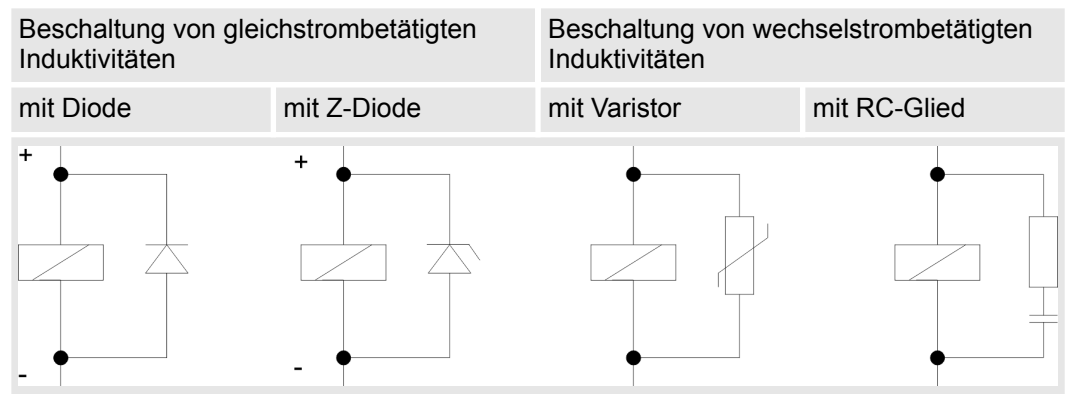 Beschaltung von gleichstrombetätigten
Induktivitäten
Beschaltung von wechselstrombetätigten
Induktivitäten
mit Diode
mit Z-Diode
mit Varistor
mit RC-Glied
+
+
-
-